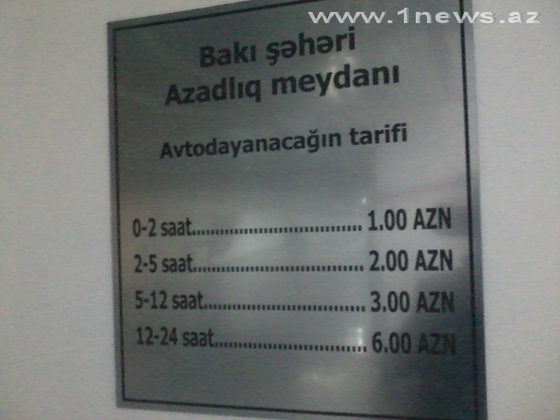 www.1news.az
Bakı şəhəri
Azadlıq meydanı
Avtodayanacağın tarifi
0-2 saat.................................... 1.00 AZN
2-5 saat.................................... 2.00 AZN
5-12 saat.................................. 3.00 AZN
12-24 saat................................ 6.00 AZN